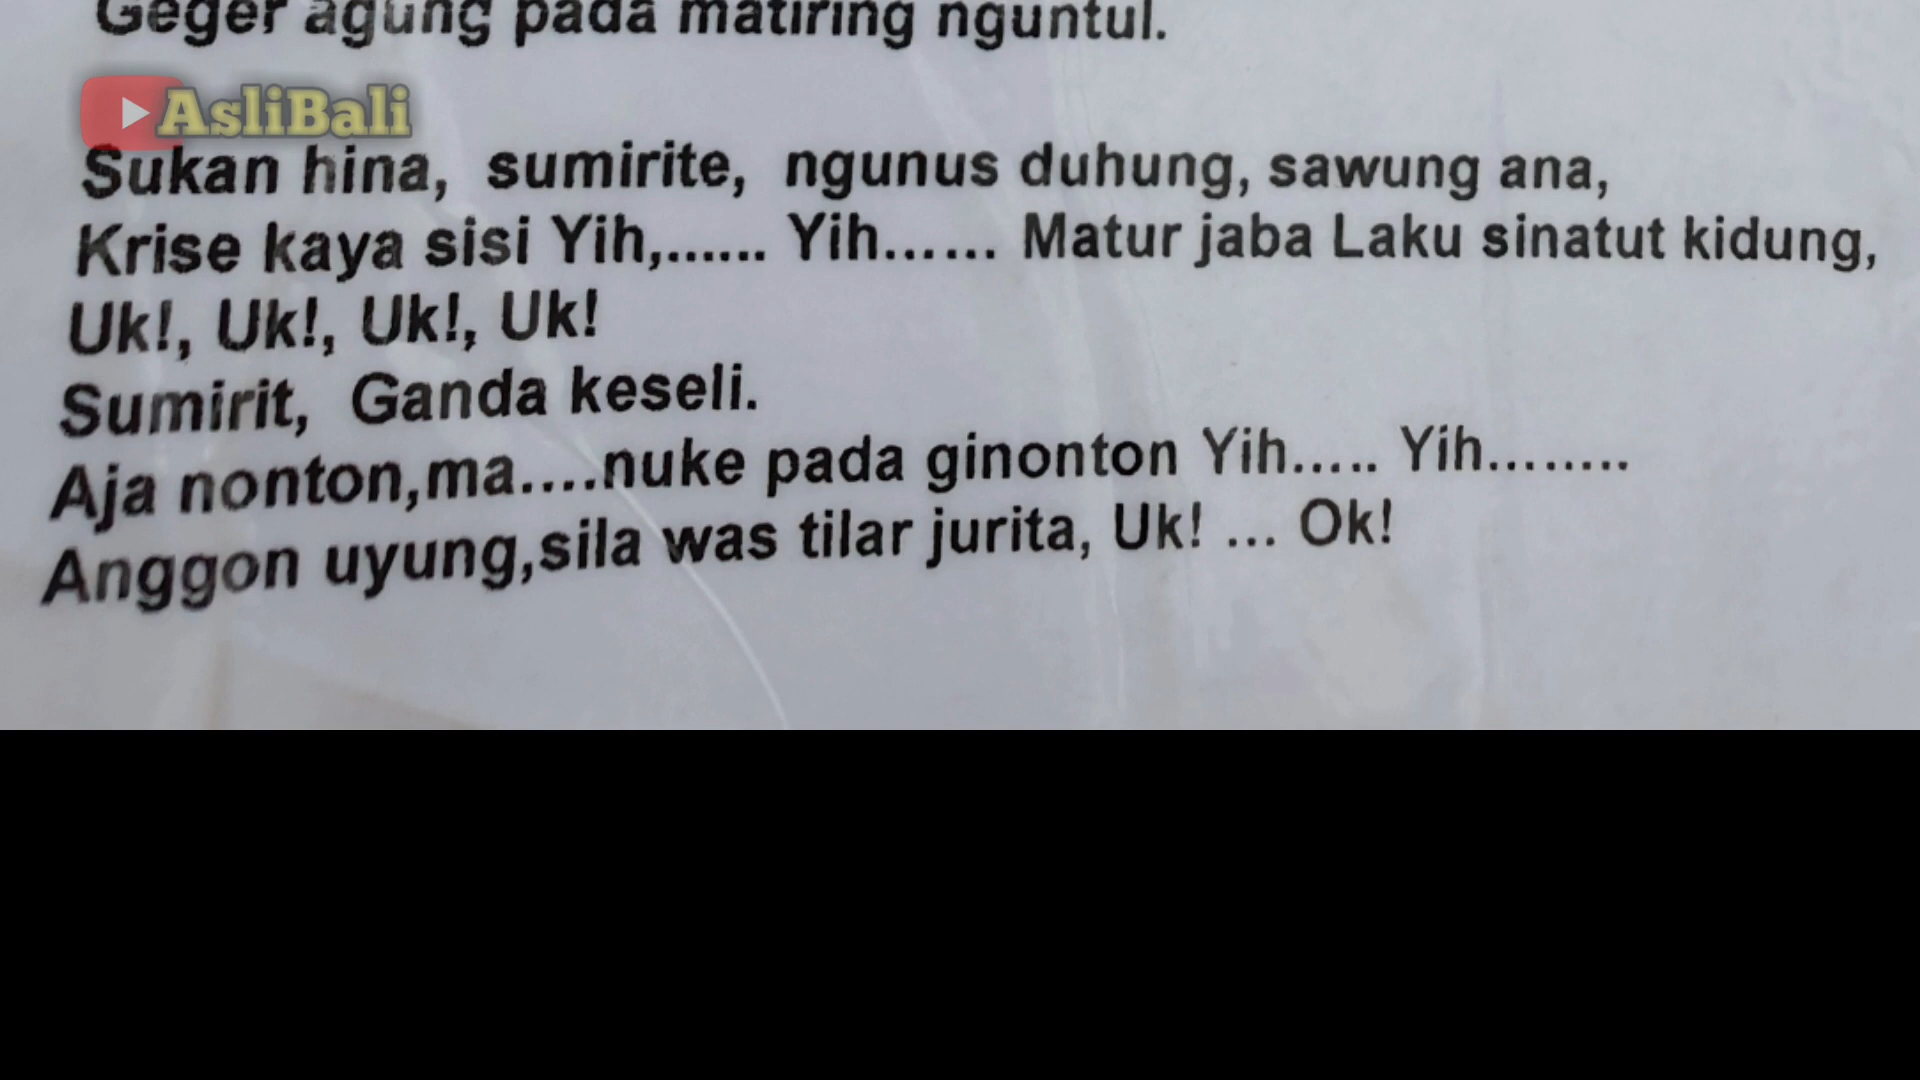 Geger agung pada matiring nguntul.
AsliBali
Sukan hina, sumirite, ngunus duhung, sawung ana,
Krise kaya sisi Yih,...... Yih...... Matur jaba Laku sinatut kidung,
Uk!, Uk!, Uk!, Uk!
Sumirit, Ganda keseli.
Aja nonton,ma....nuke pada ginonton Yih..... Yih........
Anggon uyung,sila was tilar jurita, Uk! ... Ok!